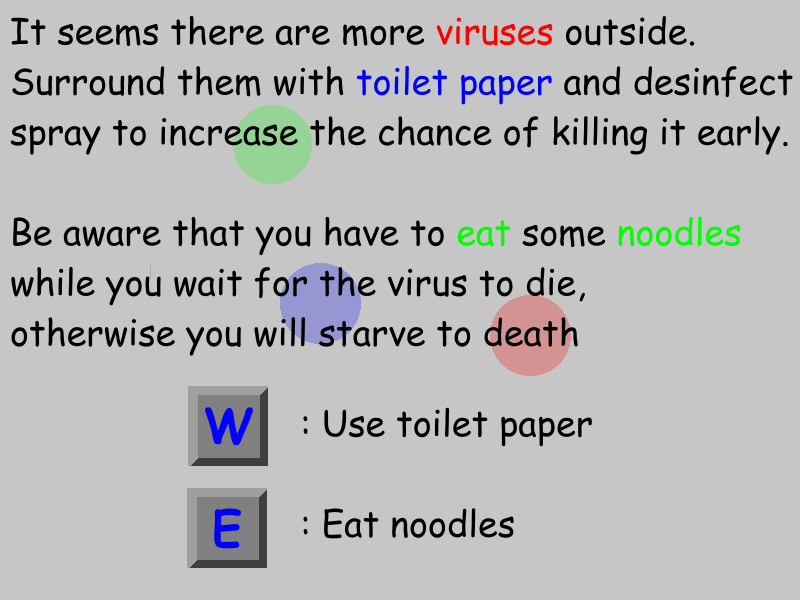 It seems there are more viruses outside.
Surround them with toilet paper and desinfect
spray to increase the chance of killing it early.
Be aware that you have to eat some noodles
while you wait for the virus to die,
otherwise you will starve to death
W : Use toilet paper
E : Eat noodles